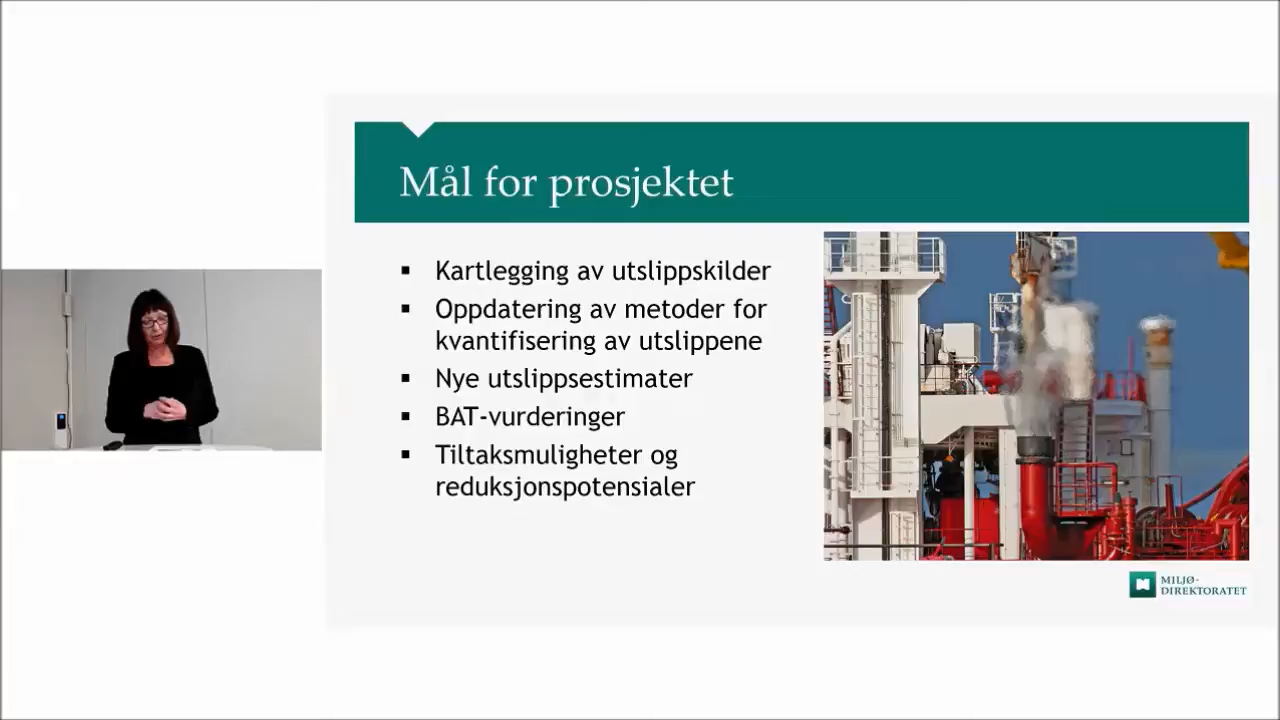 Mål for prosjektet
▪ Kartlegging av utslippskilder
▪ Oppdatering av metoder for
kvantifisering av utslippene
▪ Nye utslippsestimater
▪ BAT-vurderinger
▪ Tiltaksmuligheter og
reduksjonspotensialer
MILJØ-
DIREKTORATET